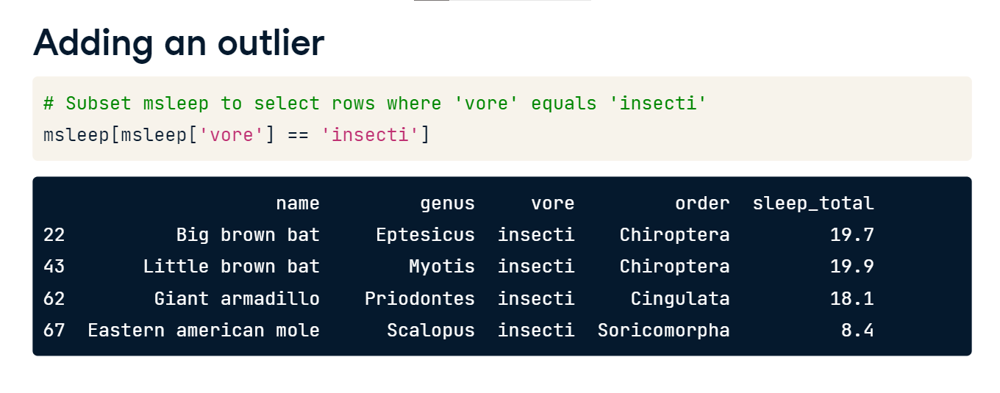 Adding an outlier
# Subset msleep to select rows where 'vore' equals 'insecti'
msleep[msleep['vore'] == 'insecti']
name genus vore order sleep_total
22 Big brown bat Eptesicus insecti Chiroptera 19.7
43 Little brown bat Myotis insecti Chiroptera 19.9
62 Giant armadillo Priodontes insecti Cingulata 18.1
67 Eastern american mole Scalopus insecti Soricomorpha 8.4